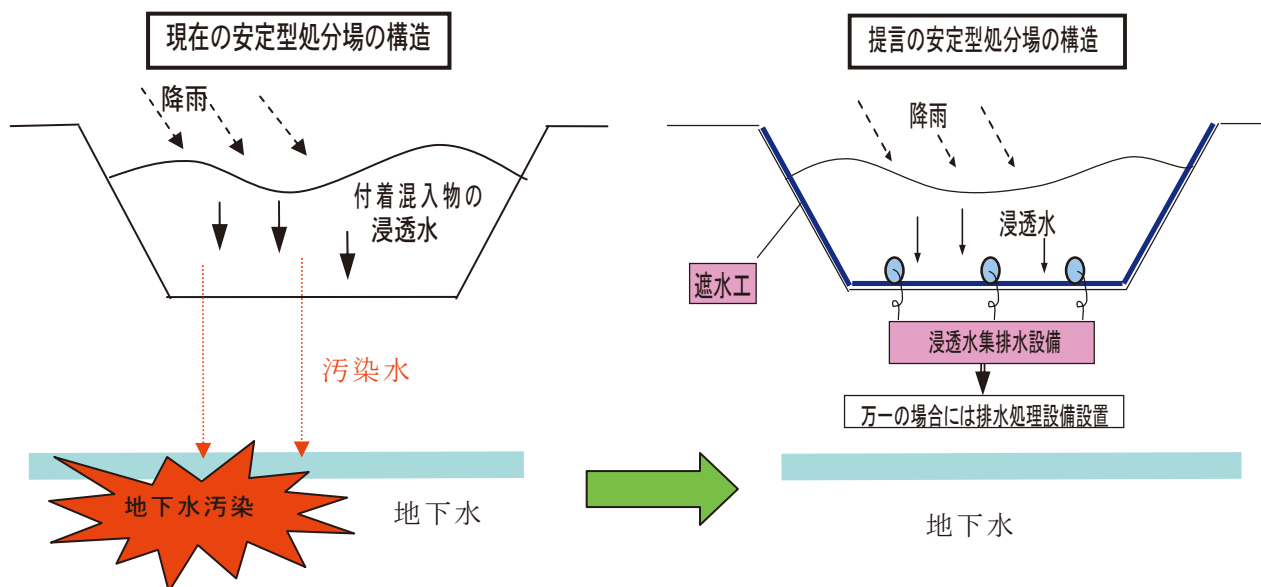 現在の安定型処分場の構造
降雨
付着混入物の
浸透水
汚染水
地下水汚染
地下水
提言の安定型処分場の構造
降雨
浸透水
遮水工
浸透水集排水設備
万一の場合には排水処理設備設置
地下水